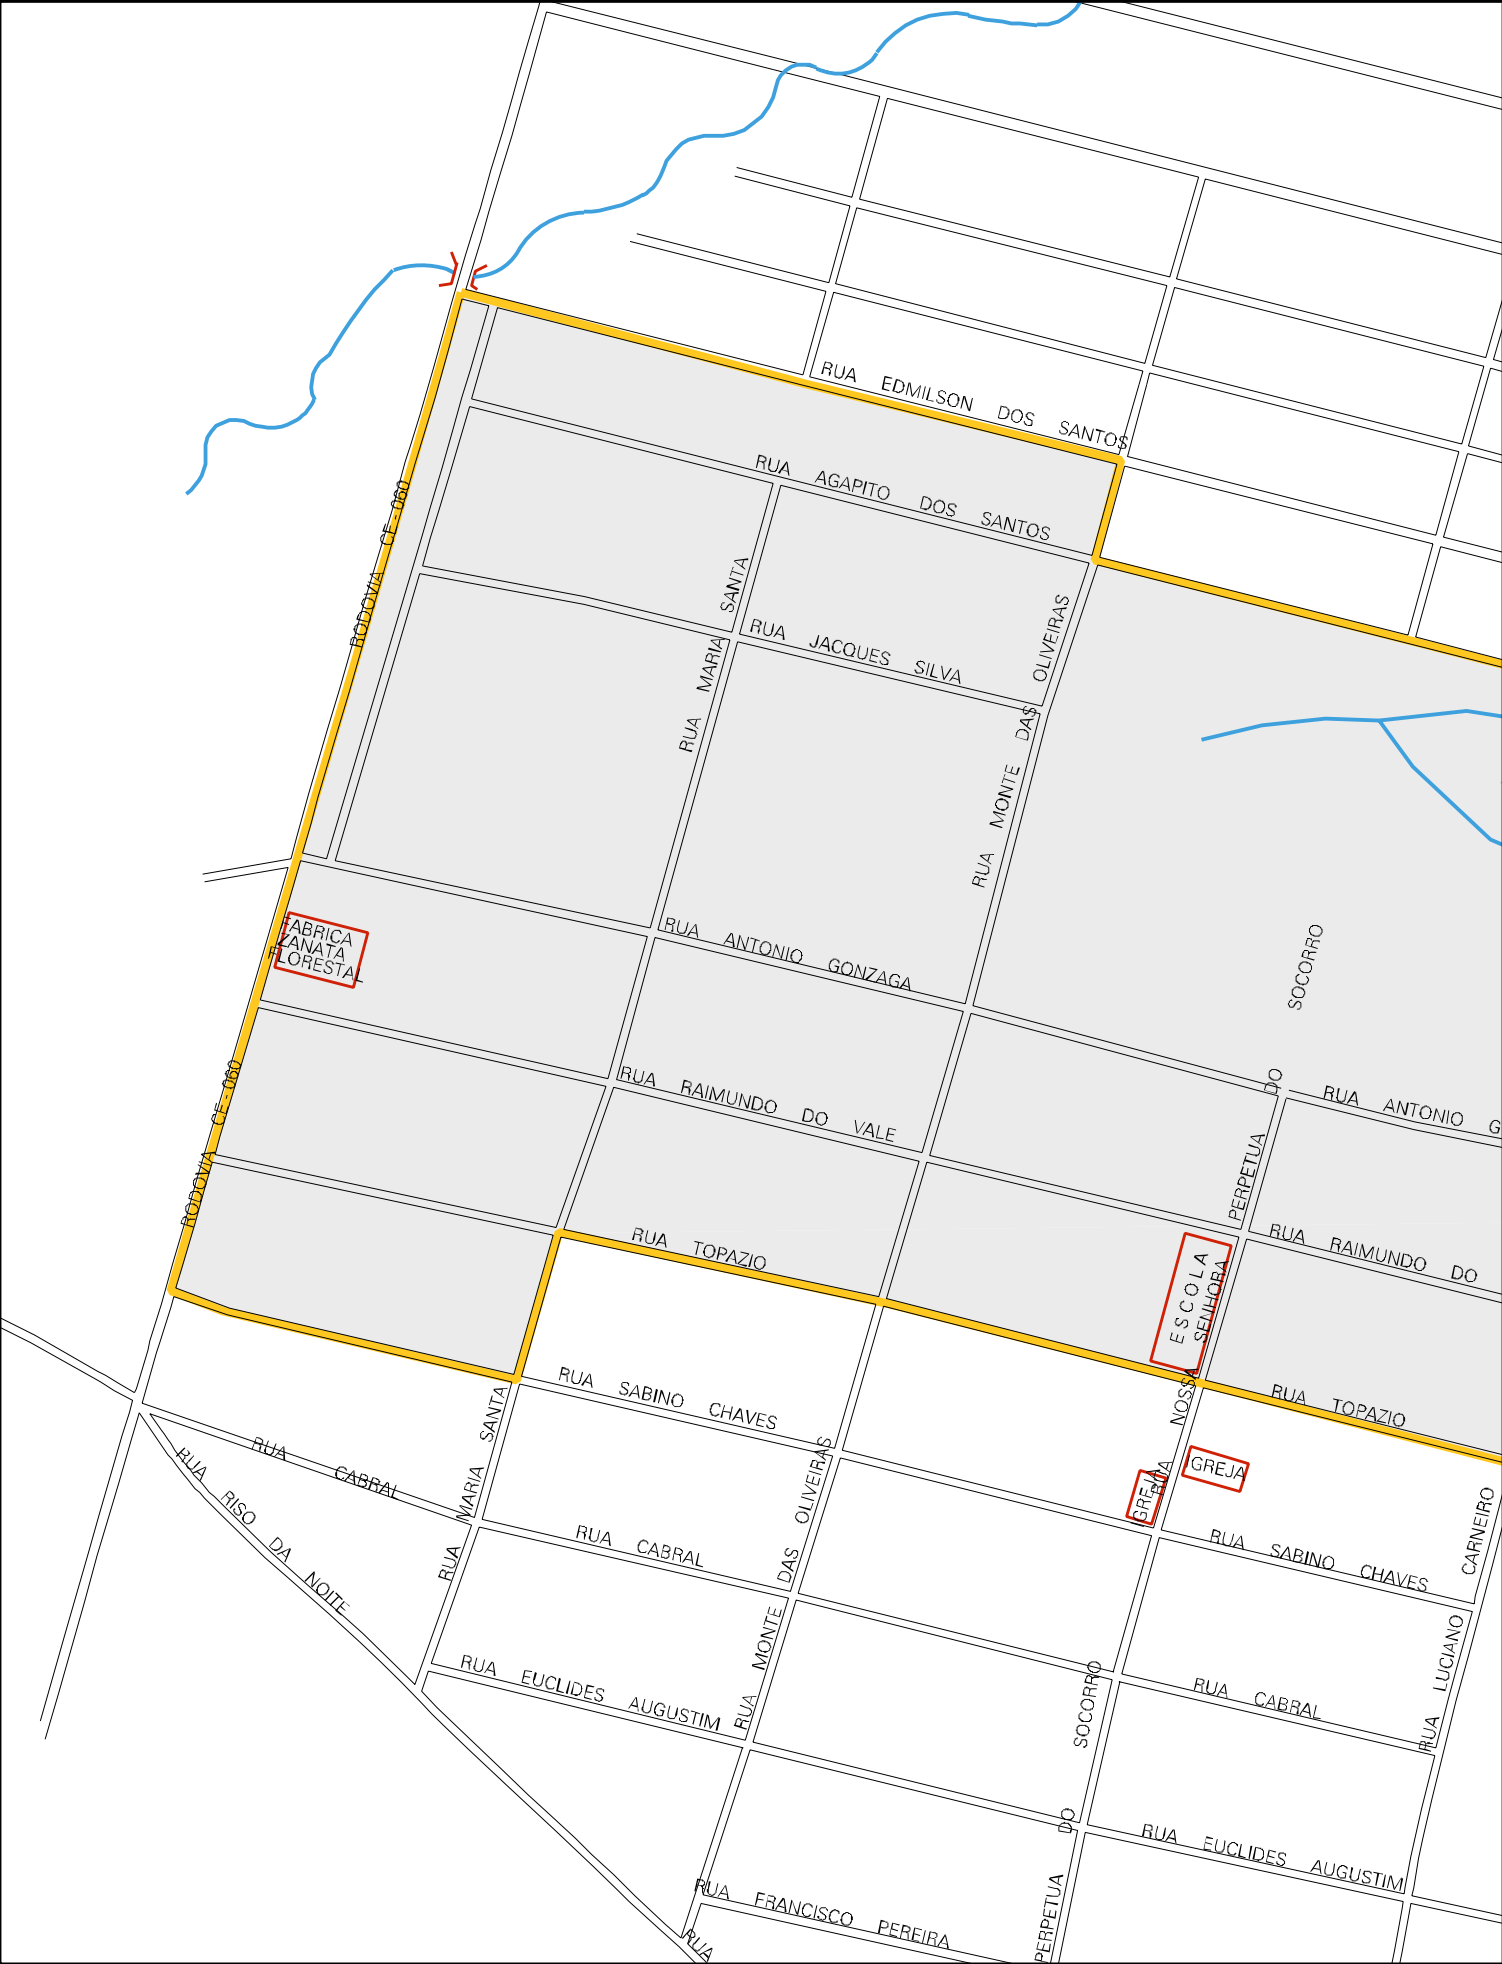 RUA EDMILSON DOS SANTOS
RUA AGAPITO DOS SANTOS
RODOVIA CE - 060
RUA MARIA SANTA
RUA JACQUES SILVA
RUA MONTE DAS OLIVEIRAS
FABRICA
ZANATA
FLORESTAL
RUA ANTONIO GONZAGA
RUA NOSSA SENHORA PERPETUA DO SOCORRO
RODOVIA CE - 060
RUA RAIMUNDO DO VALE
RUA ANTONIO G
RUA TOPAZIO
ESCOLA
RUA RAIMUNDO DO
RUA TOPAZIO
RUA SABINO CHAVES
RUA MARIA SANTA
RUA CABRAL
RUA RISO DA NOITE
RUA MONTE DAS OLIVEIRAS
IGREJA
IGREJA
RUA CABRAL
RUA SABINO CHAVES
RUA LUCIANO CARNEIRO
RUA EUCLIDES AUGUSTIM
PERPETUA DO SOCORRO
RUA CABRAL
RUA EUCLIDES AUGUSTIM
RUA FRANCISCO PEREIRA
RUA